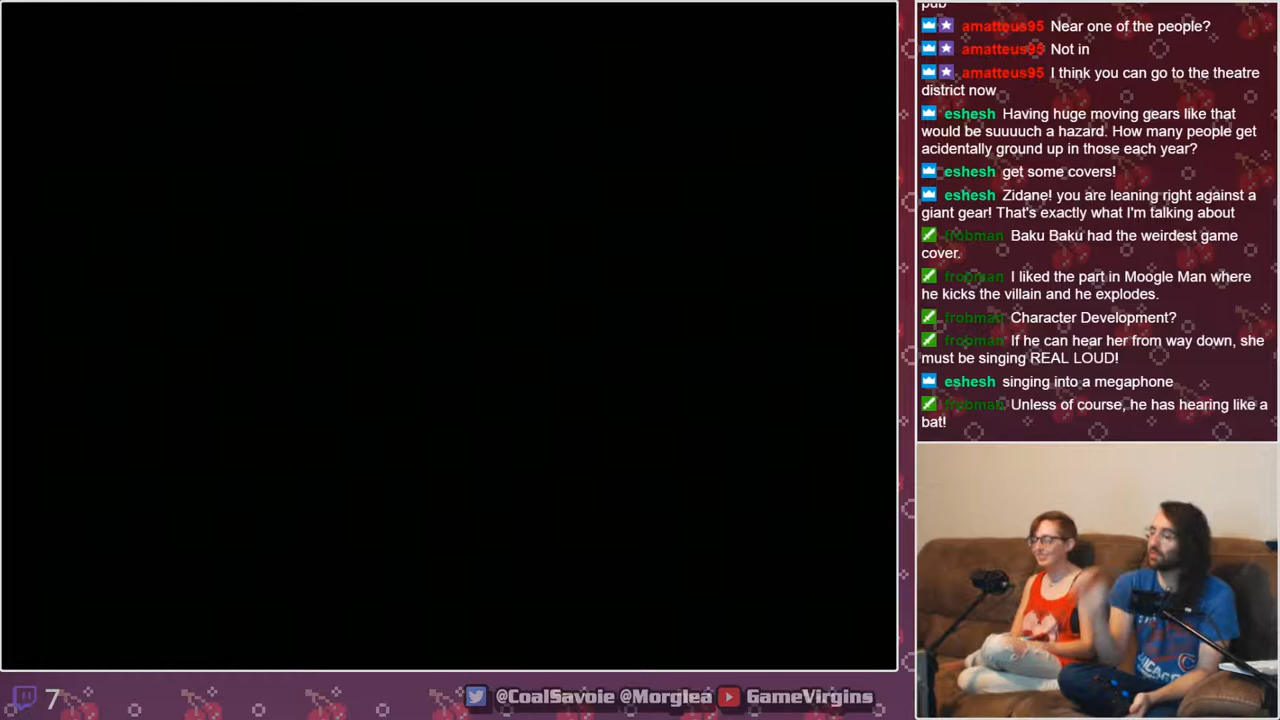 pub
amatteus95 Near one of the people?
amatteus95 Not in
amatteus95 I think you can go to the theatre
district now
eshesh Having huge moving gears like that
would be suuuuch a hazard. How many people get
acidentally ground up in those each year?
eshesh get some covers!
eshesh Zidane! you are leaning right against a
giant gear! That's exactly what I'm talking about
frobman Baku Baku had the weirdest game
cover.
frobman I liked the part in Moogle Man where
he kicks the villain and he explodes.
frobman Character Development?
frobman If he can hear her from way down, she
must be singing REAL LOUD!
eshesh singing into a megaphone
frobman Unless of course, he has hearing like a
bat!
7
@CoalSavoie @Morglea GameVirgins